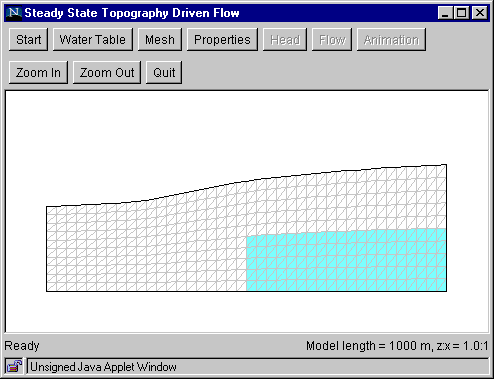 Steady State Topography Driven Flow
Start Water Table Mesh Properties Head Flow Animation
Zoom In Zoom Out Quit
Ready Model length = 1000 m, z:x = 1.0:1
Unsigned Java Applet Window